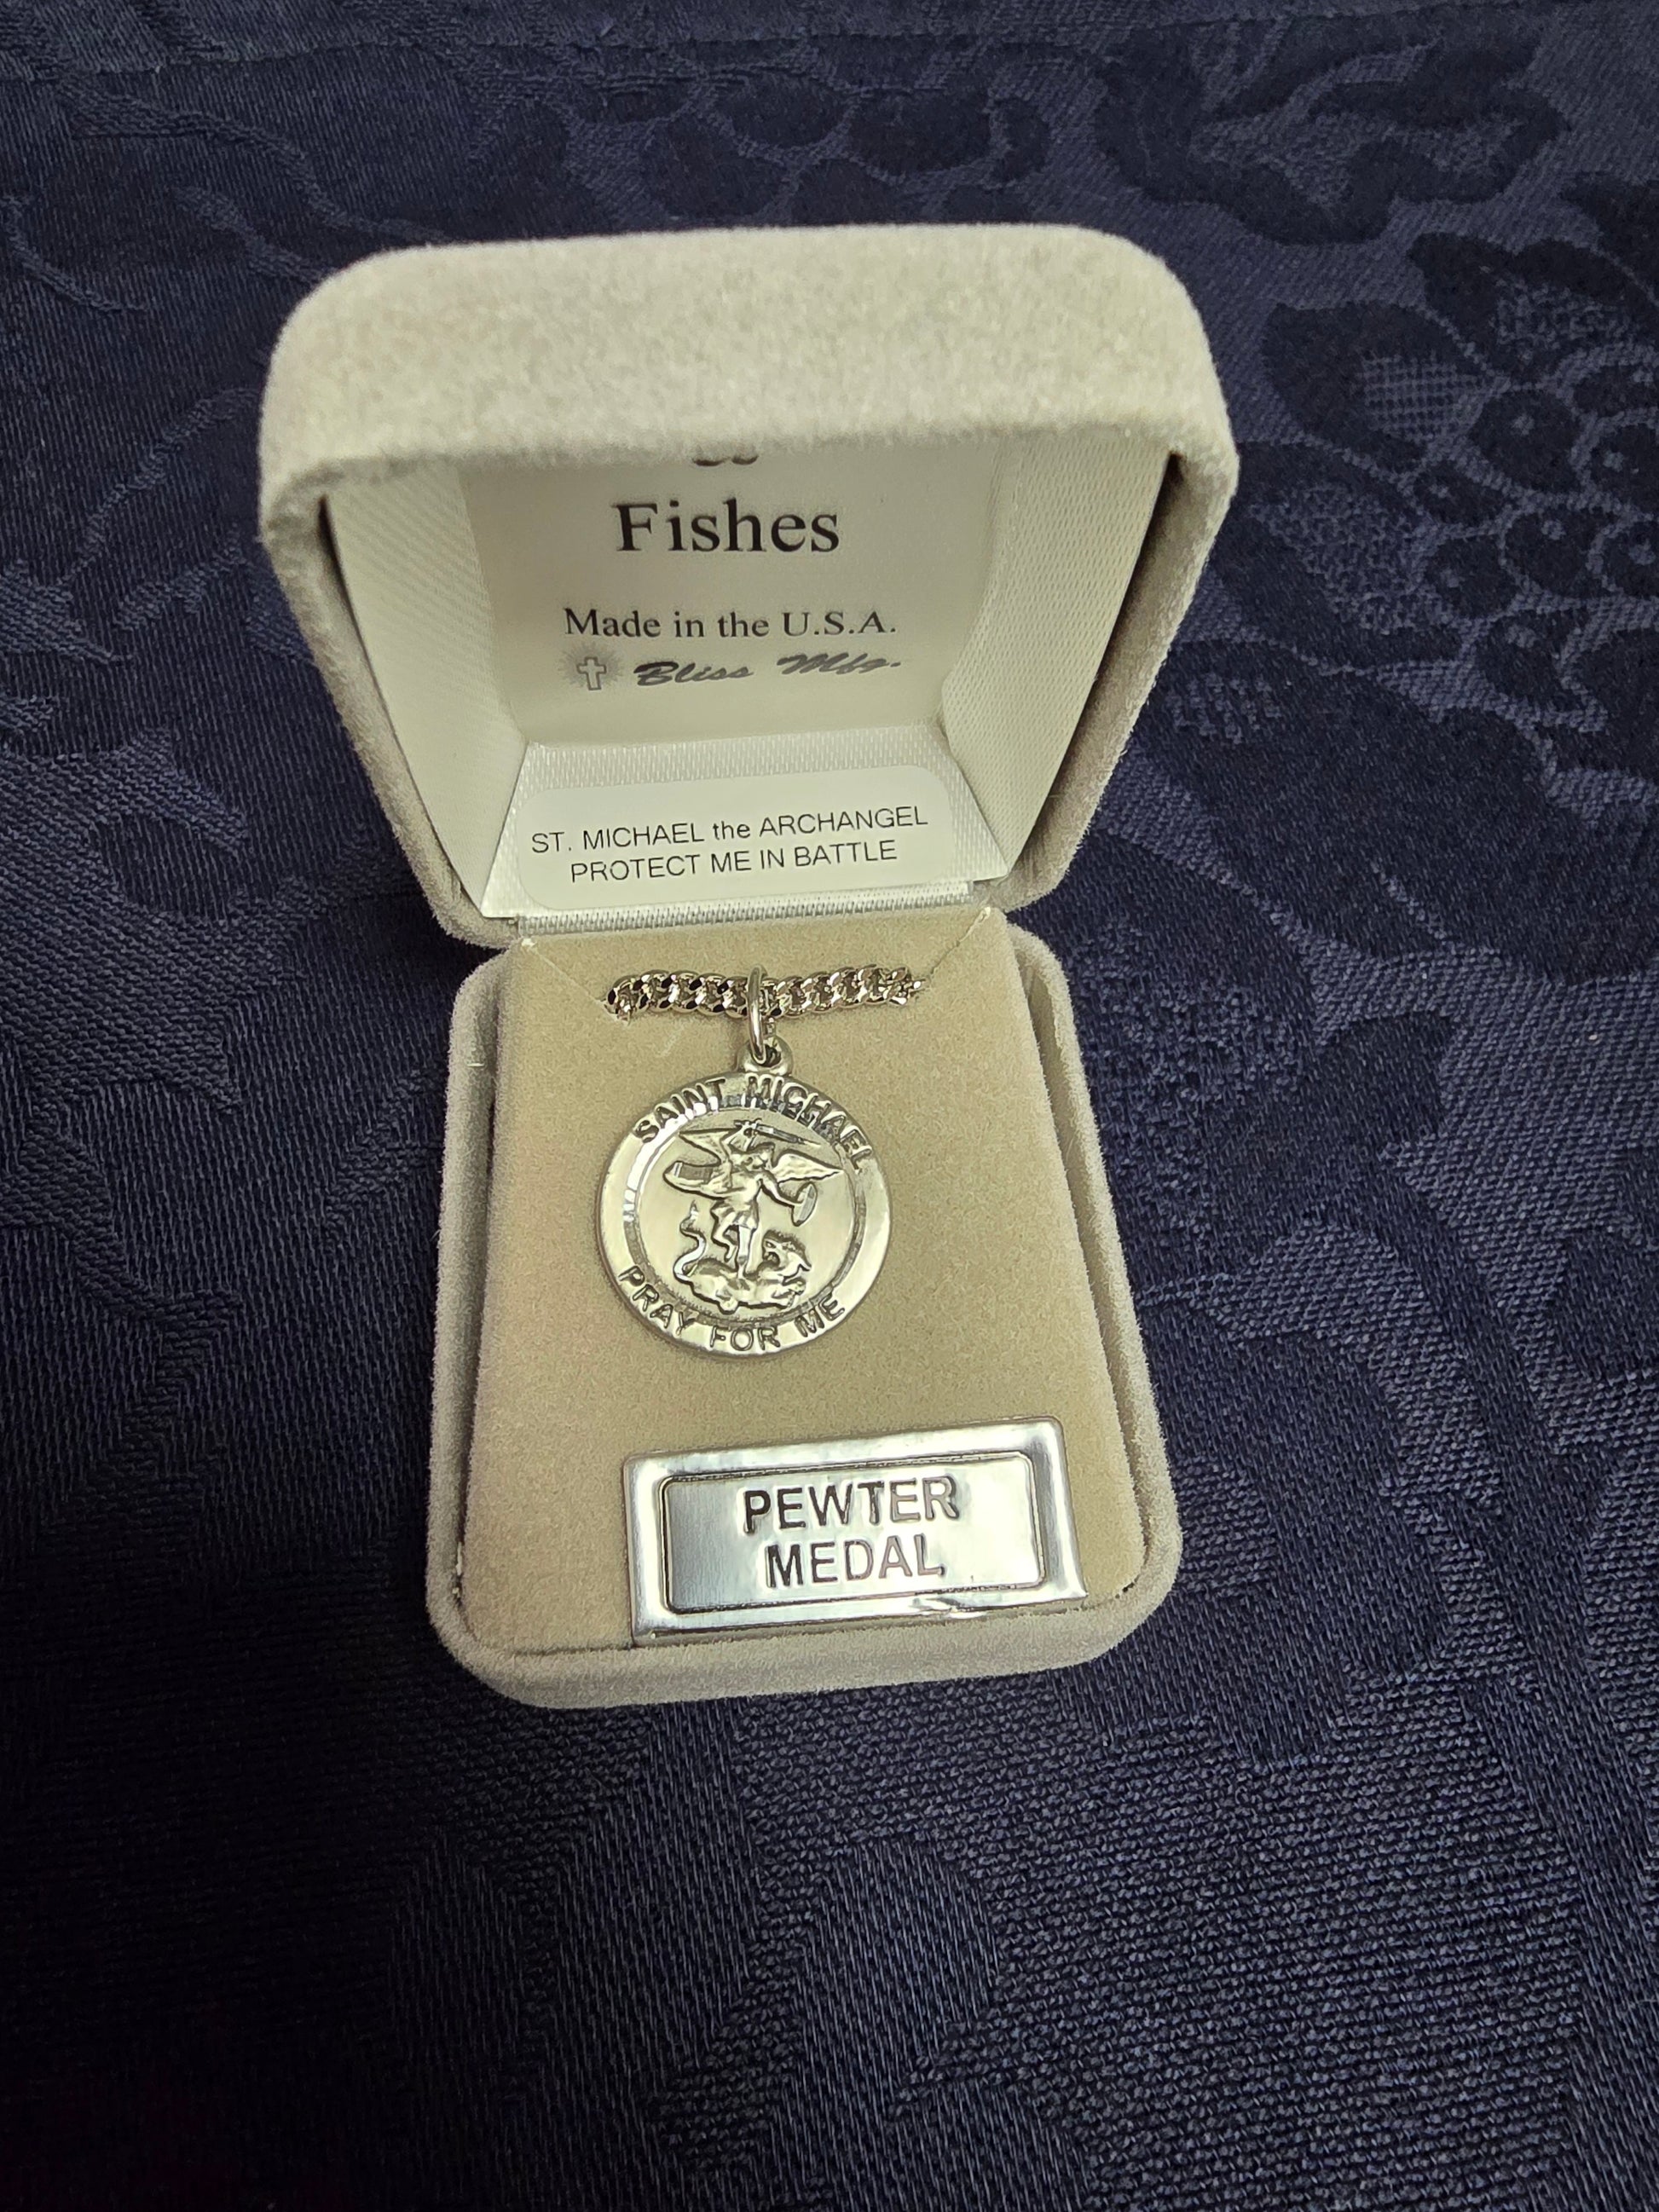 Fishes
Made in the U.S.A.
Bliss Mfg.
ST. MICHAEL the ARCHANGEL
PROTECT ME IN BATTLE
SAINT MICHAEL
PRAY FOR ME
PEWTER
MEDAL